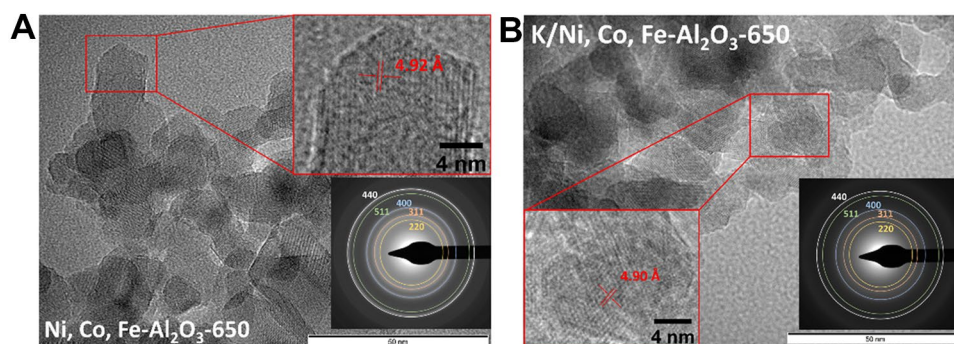 A
4.92 Å
4 nm
440
511
400
311
220
Ni, Co, Fe-Al₂O₃-650
50 nm
B
K/Ni, Co, Fe-Al₂O₃-650
4.90 Å
4 nm
440
511
400
311
220
50 nm